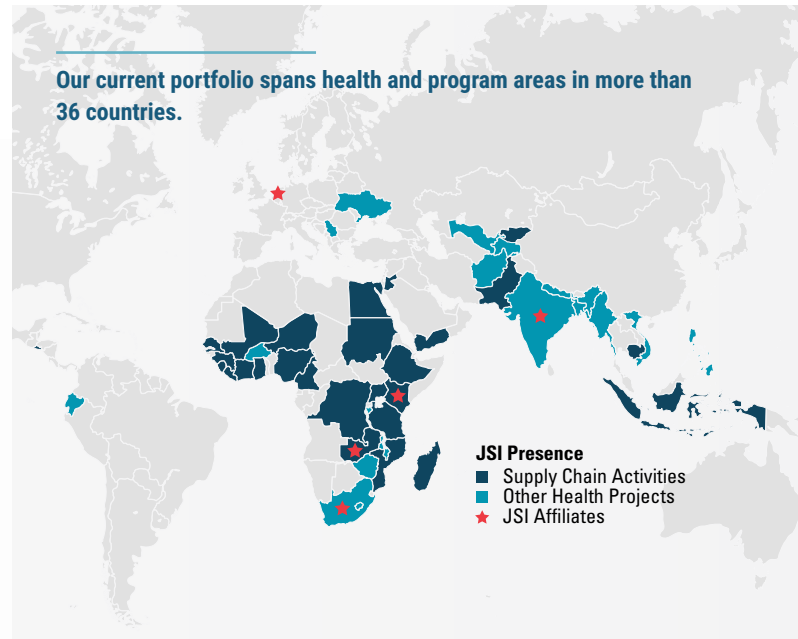 Our current portfolio spans health and program areas in more than
36 countries.
JSI Presence
Supply Chain Activities
Other Health Projects
JSI Affiliates